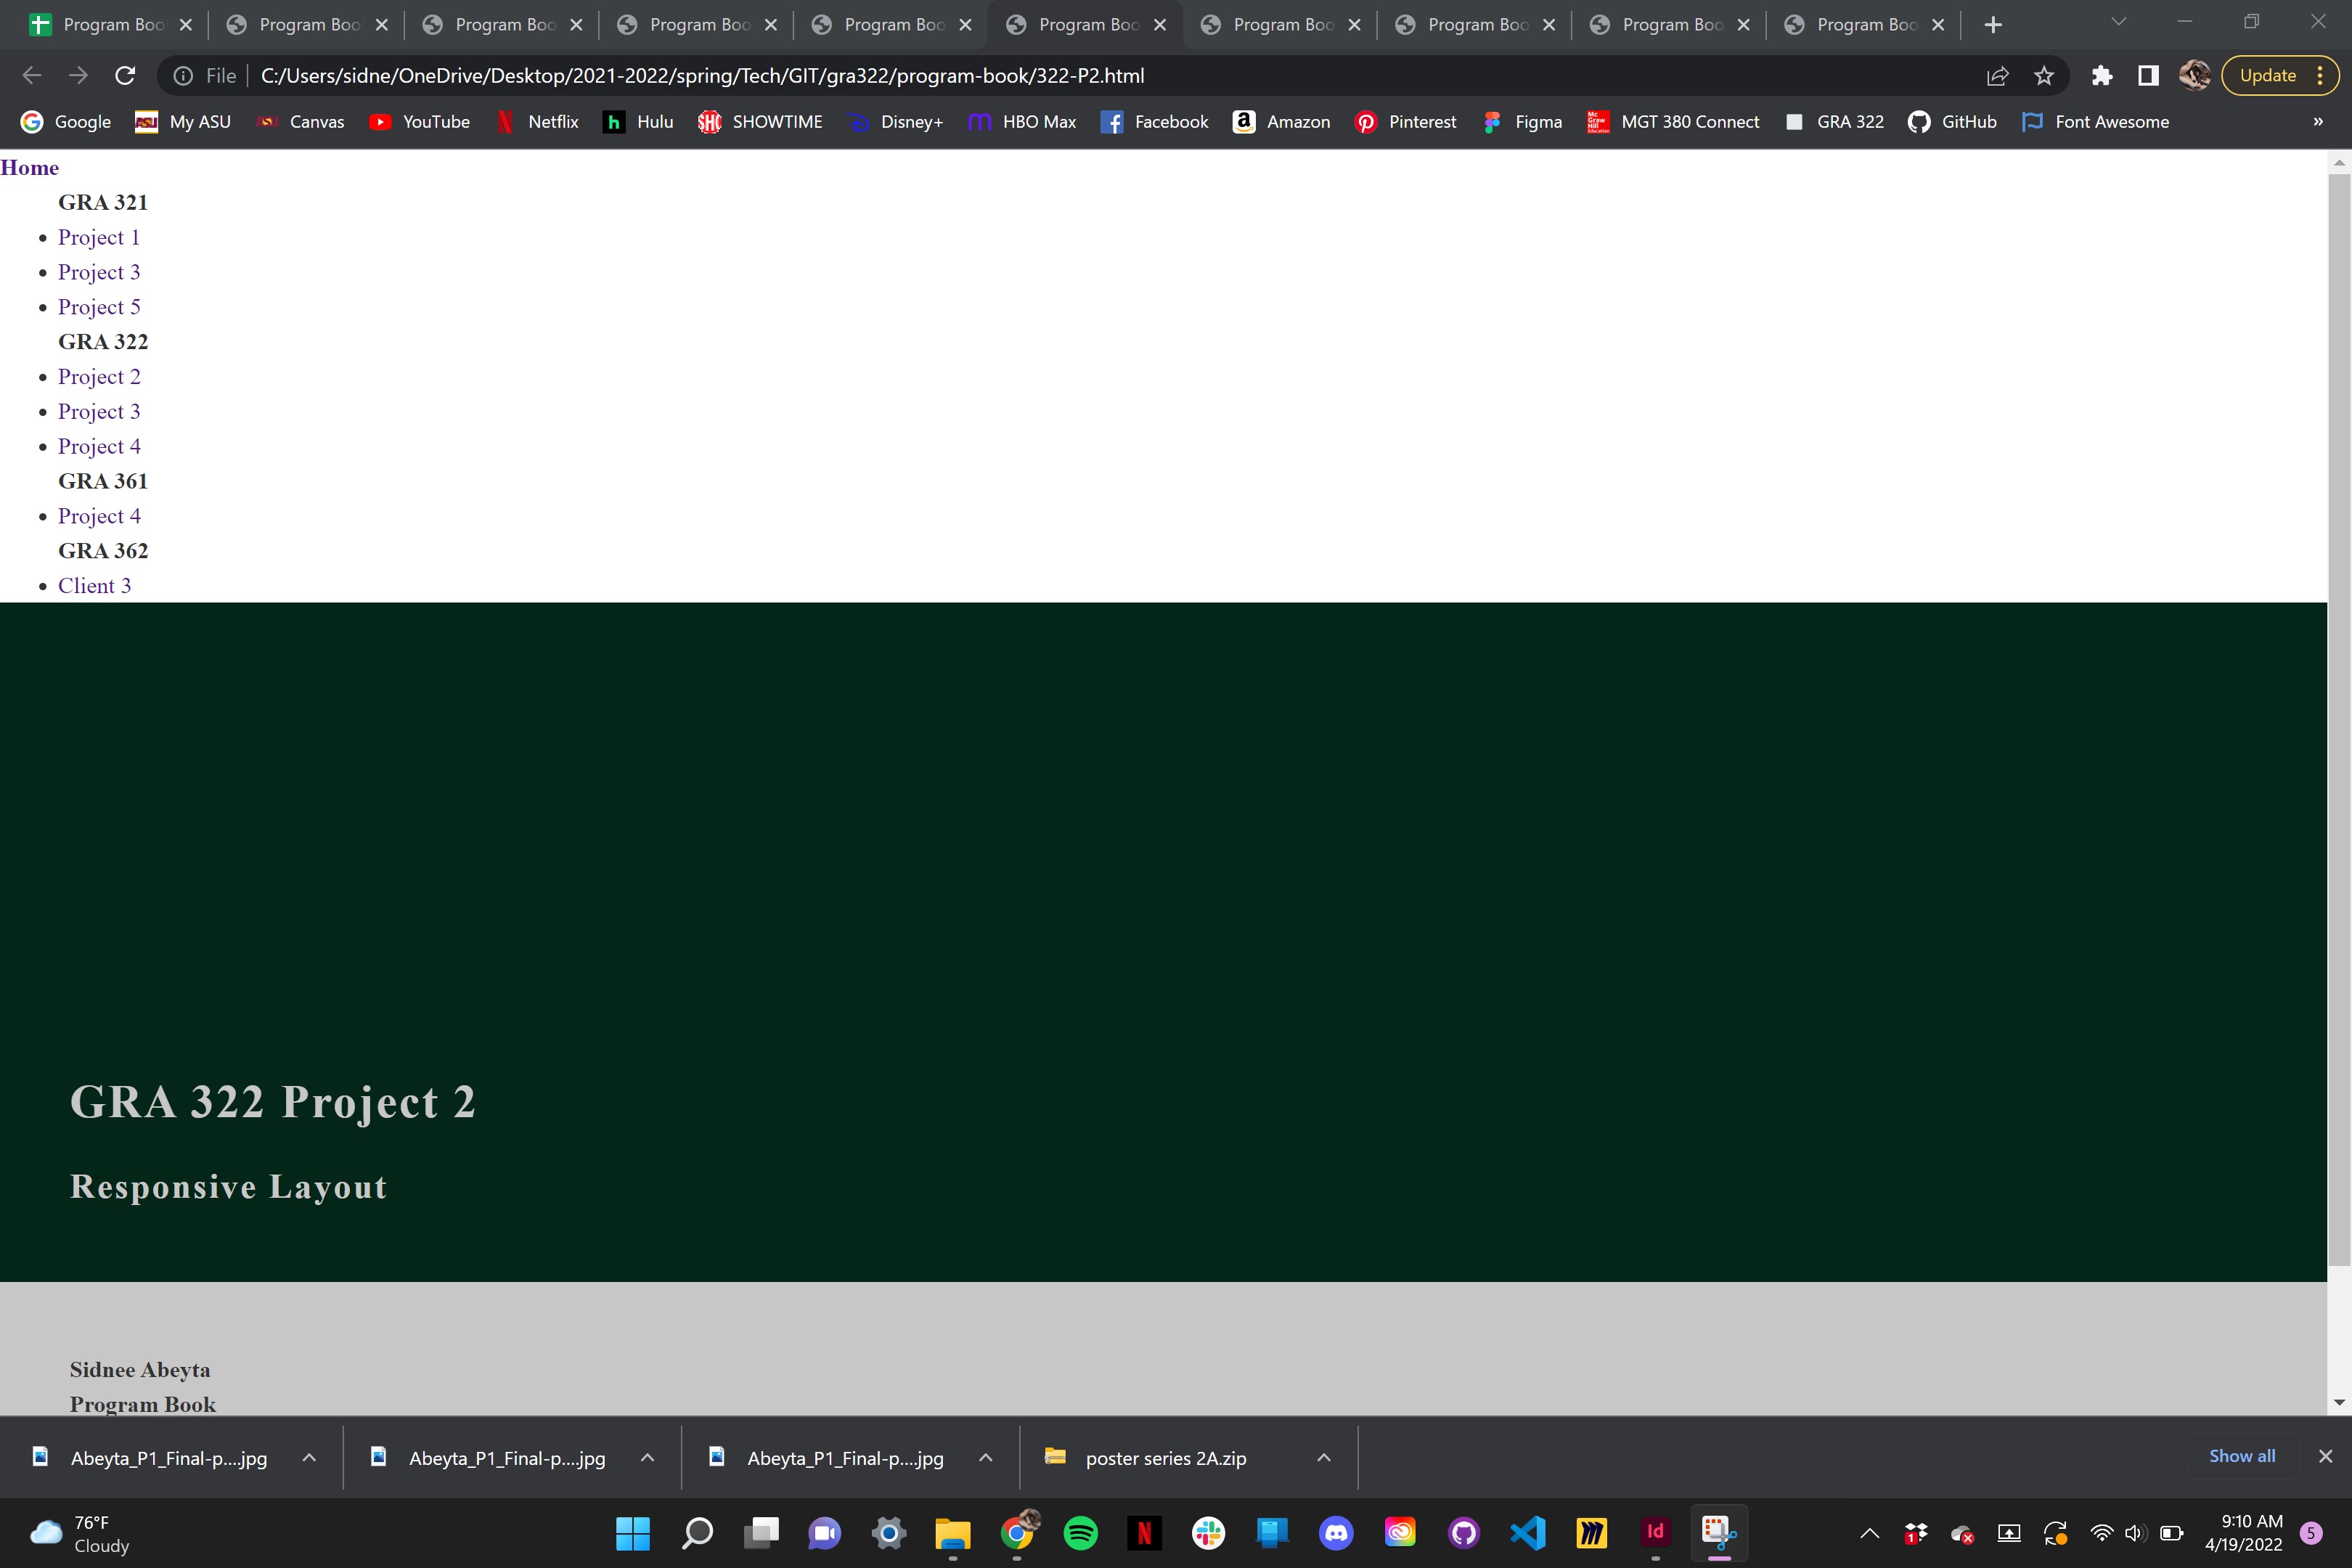 Program Boo Program Boo Program Boo Program Boo Program Boo Program Boo Program Boo Program Boo Program Boo Program Boo
File C:/Users/sidne/OneDrive/Desktop/2021-2022/spring/Tech/GIT/gra322/program-book/322-P2.html Update
Google My ASU Canvas YouTube Netflix Hulu SHOWTIME Disney+ HBO Max Facebook Amazon Pinterest Figma MGT 380 Connect GRA 322 GitHub Font Awesome »
Home
GRA 321
• Project 1
• Project 3
• Project 5
GRA 322
• Project 2
• Project 3
• Project 4
GRA 361
• Project 4
GRA 362
• Client 3
GRA 322 Project 2
Responsive Layout
Sidnee Abeyta
Program Book
Abeyta_P1_Final-p....jpg Abeyta_P1_Final-p....jpg Abeyta_P1_Final-p....jpg poster series 2A.zip Show all
76°F
Cloudy
9:10 AM
4/19/2022
5